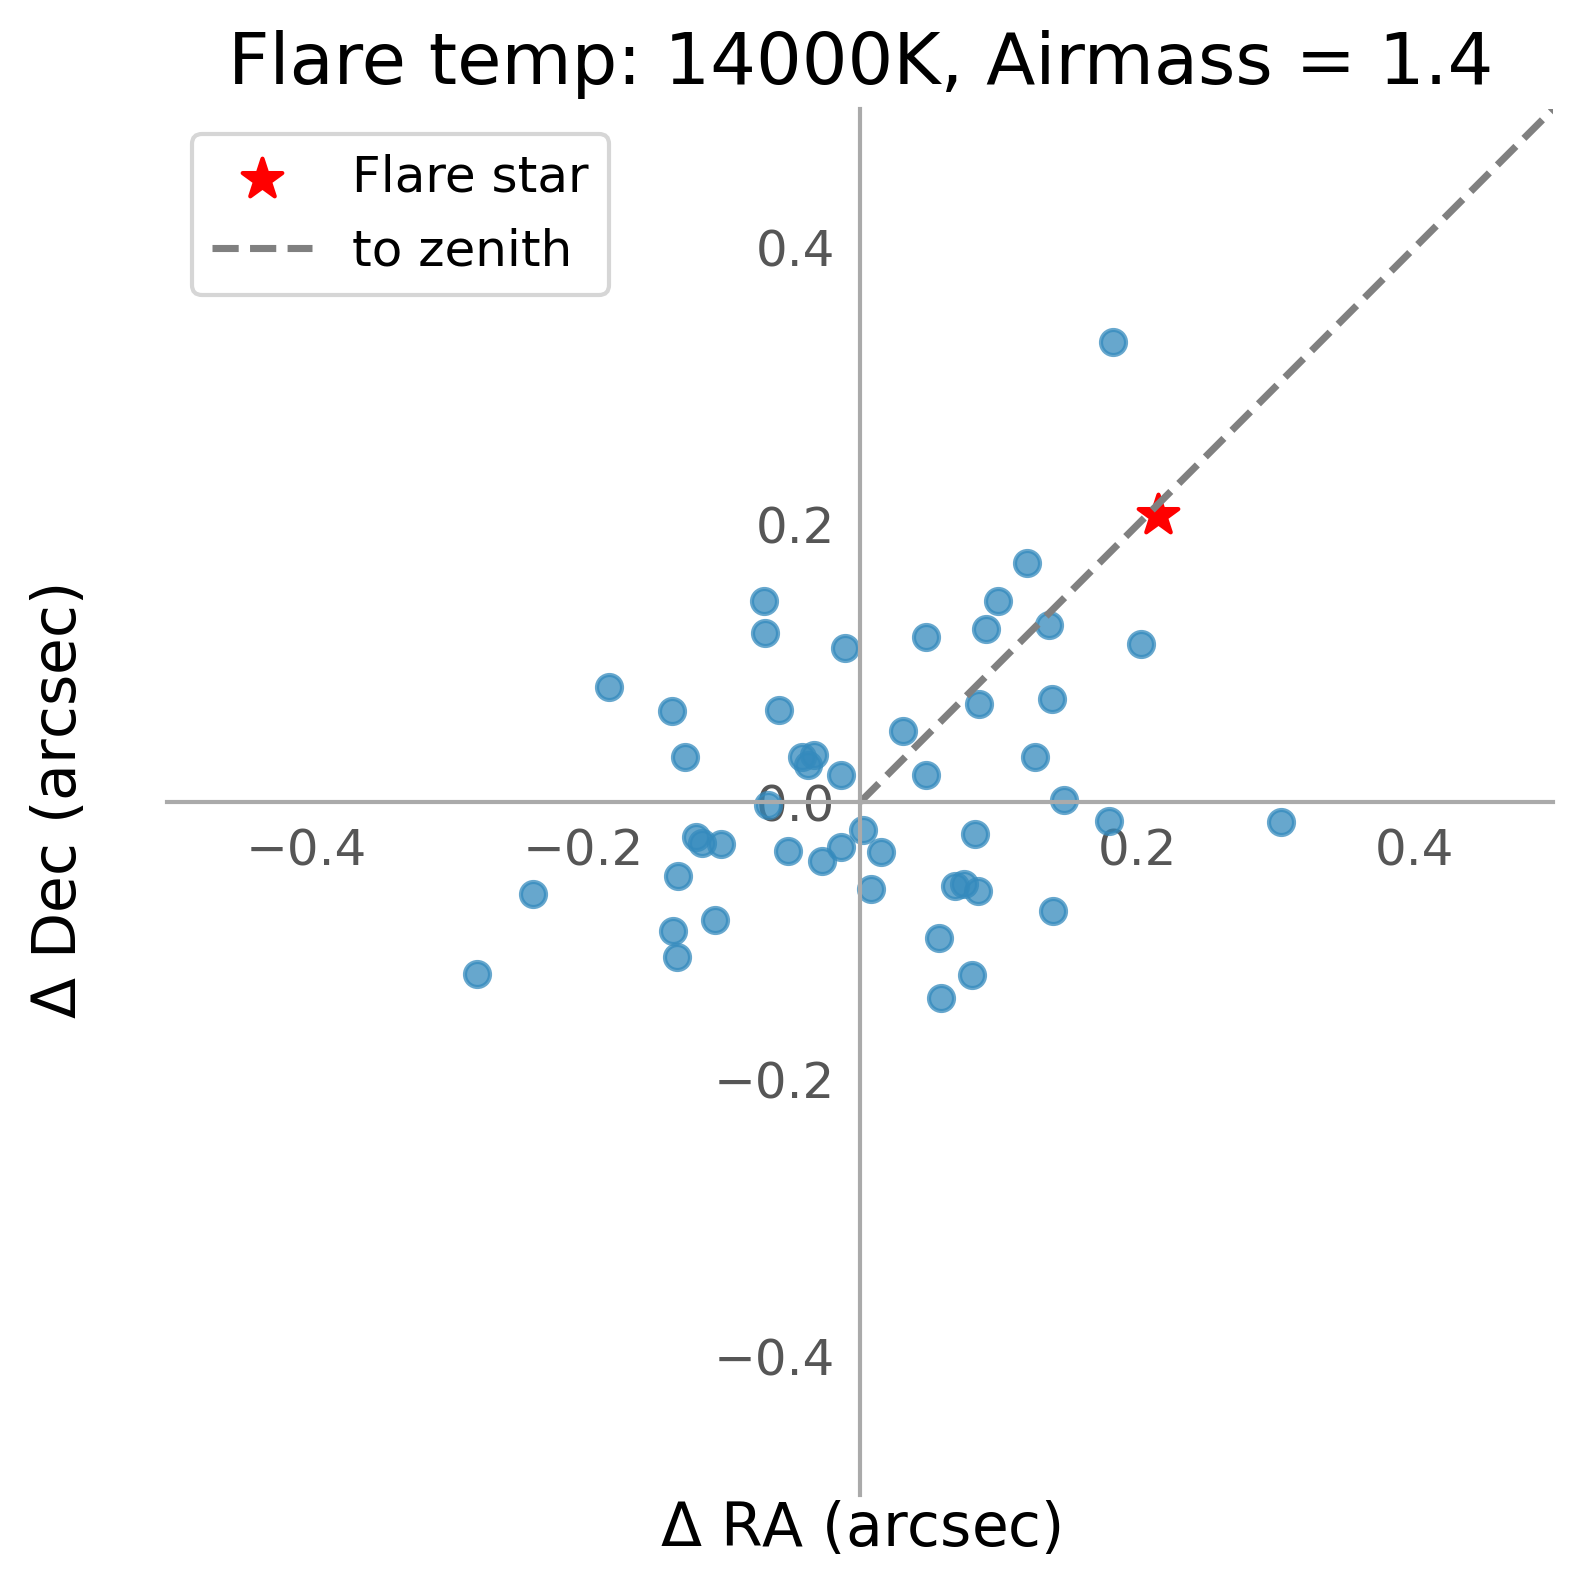 Flare temp: 14000K, Airmass = 1.4
Flare star
to zenith
0.4
0.2
0.0
−0.4 −0.2 0.2 0.4
−0.2
−0.4
Δ Dec (arcsec)
Δ RA (arcsec)